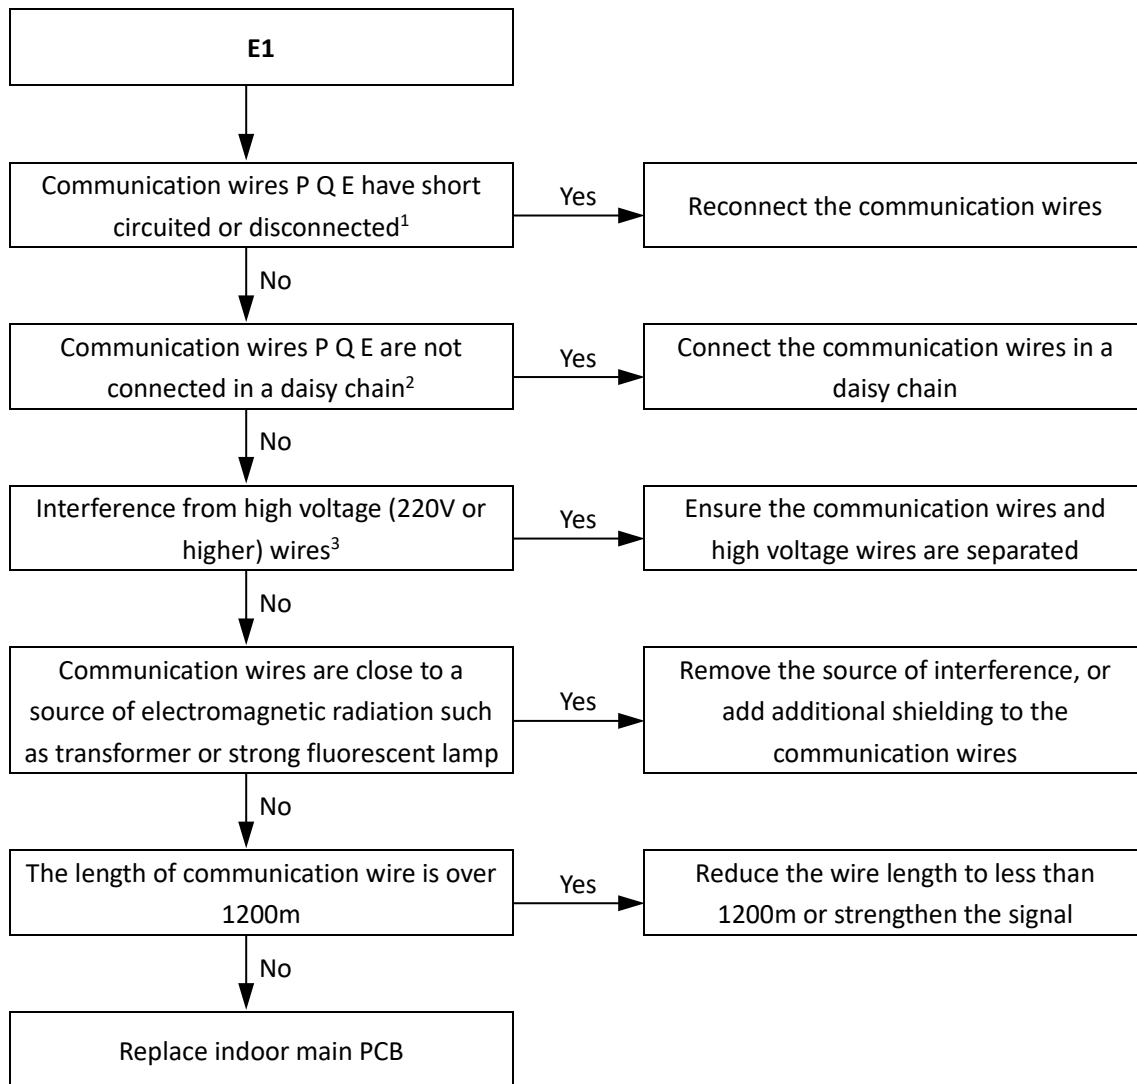 E1
Communication wires P Q E have short
circuited or disconnected¹
Yes
Reconnect the communication wires
No
Communication wires P Q E are not
connected in a daisy chain²
Yes
Connect the communication wires in a
daisy chain
No
Interference from high voltage (220V or
higher) wires³
Yes
Ensure the communication wires and
high voltage wires are separated
No
Communication wires are close to a
source of electromagnetic radiation such
as transformer or strong fluorescent lamp
Yes
Remove the source of interference, or
add additional shielding to the
communication wires
No
The length of communication wire is over
1200m
Yes
Reduce the wire length to less than
1200m or strengthen the signal
No
Replace indoor main PCB